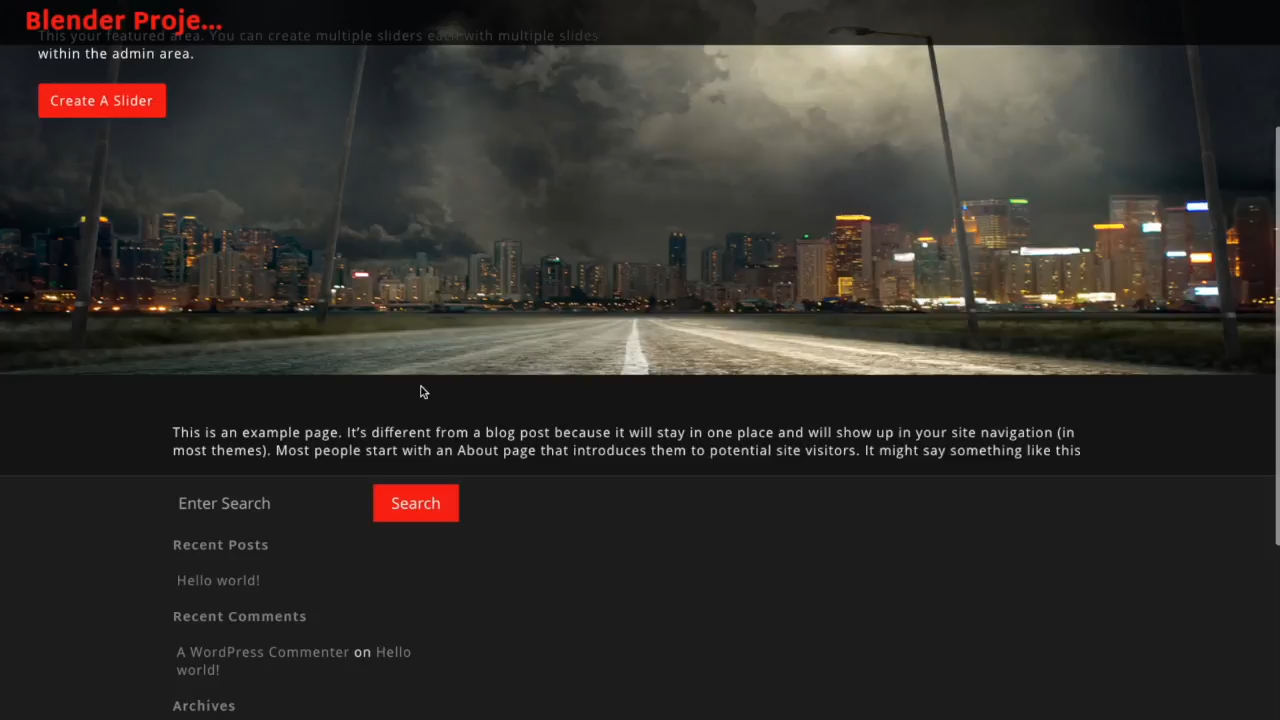 Blender Proje...
This your featured area. You can create multiple sliders each with multiple slides
within the admin area.
Create A Slider
This is an example page. It’s different from a blog post because it will stay in one place and will show up in your site navigation (in
most themes). Most people start with an About page that introduces them to potential site visitors. It might say something like this
Enter Search
Search
Recent Posts
Hello world!
Recent Comments
A WordPress Commenter on Hello
world!
Archives